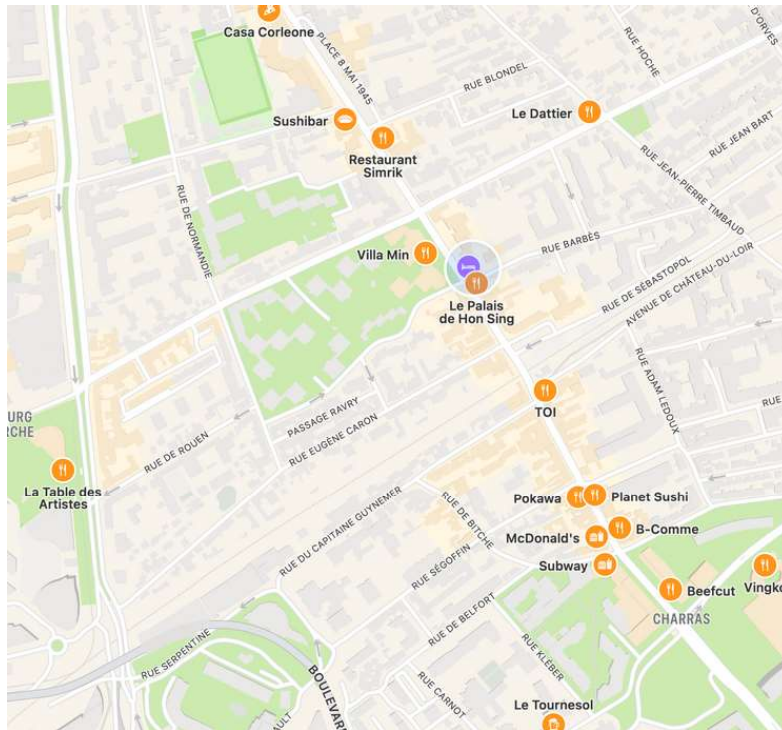 Casa Corleone
PLACE 8 MAI 1945
RUE BLONDEL
RUE HOCHE
D'ORVES
Sushibar
Restaurant
Simrik
Le Dattier
RUE JEAN BART
RUE JEAN-PIERRE TIMBAUD
RUE DE NORMANDIE
Villa Min
RUE BARBÈS
Le Palais
de Hon Sing
RUE DE SÉBASTOPOL
AVENUE DE CHÂTEAU-DU-LOIR
RUE ADAM LEDOUX
TOI
RUE
PASSAGE RAVRY
RUE EUGÈNE CARON
OURG
RCHE
RUE DE ROUEN
La Table des
Artistes
RUE DU CAPITAINE GUYNEMER
RUE DE BITCHE
Pokawa
Planet Sushi
B-Comme
McDonald's
Subway
RUE SÉGOFFIN
Beefcut
Vingko
CHARRAS
RUE DE BELFORT
RUE KLÉBER
RUE SERPENTINE
BOULEVAR
RUE CARNOT
AULT
Le Tournesol